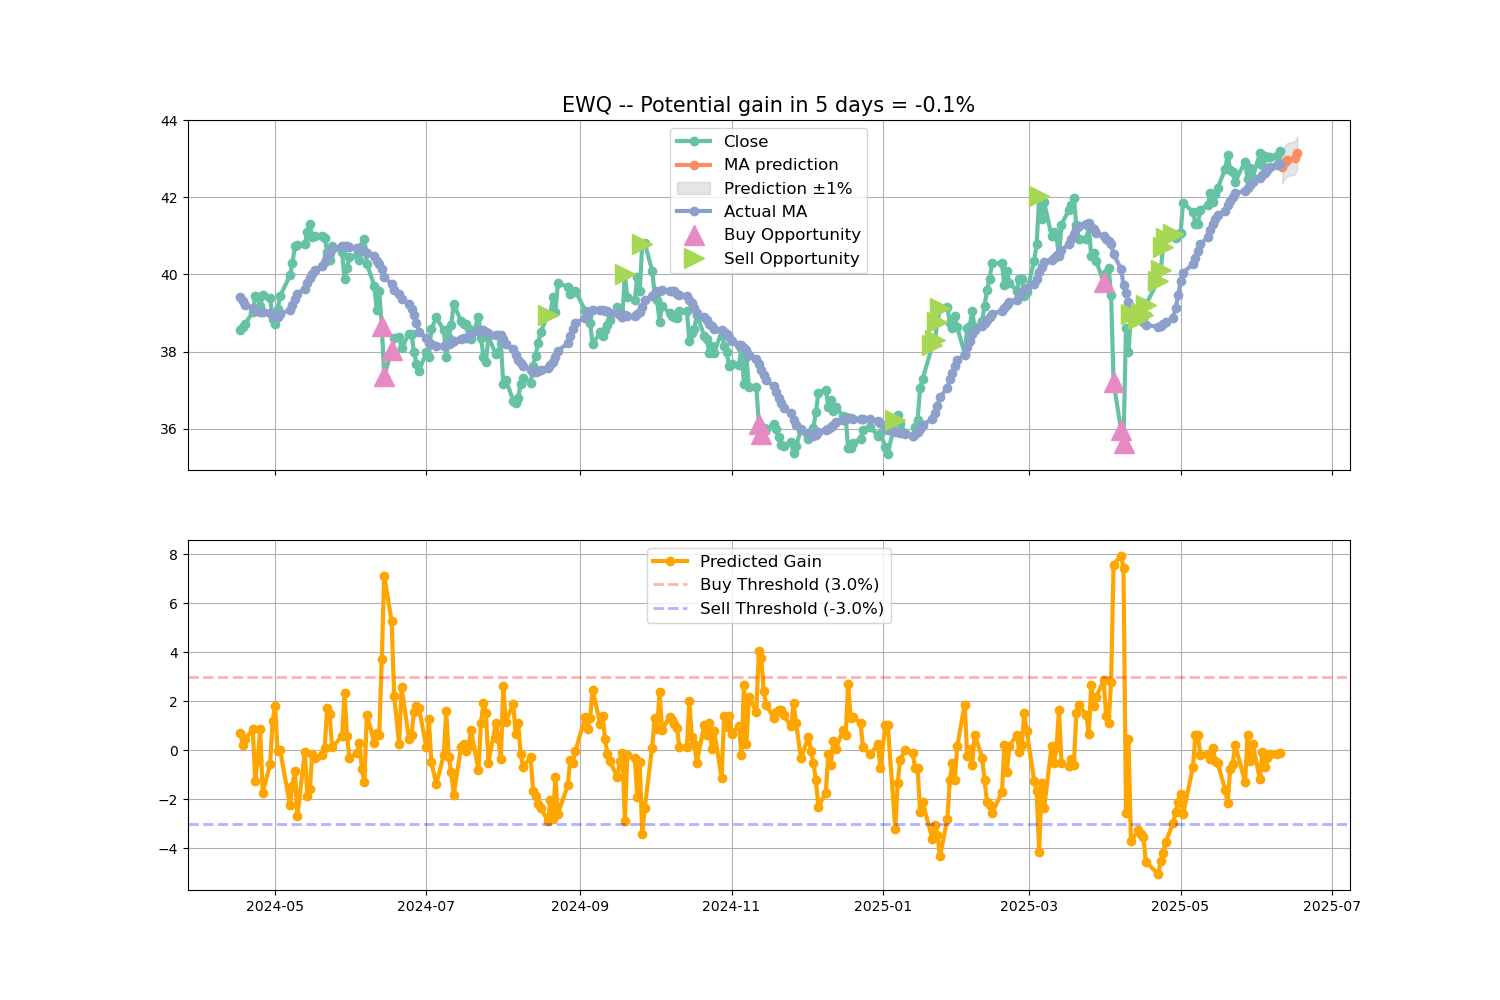 EWQ -- Potential gain in 5 days = -0.1%
44
42
40
38
36
Close
MA prediction
Prediction ±1%
Actual MA
Buy Opportunity
Sell Opportunity
8
6
4
2
0
−2
−4
Predicted Gain
Buy Threshold (3.0%)
Sell Threshold (-3.0%)
2024-05
2024-07
2024-09
2024-11
2025-01
2025-03
2025-05
2025-07